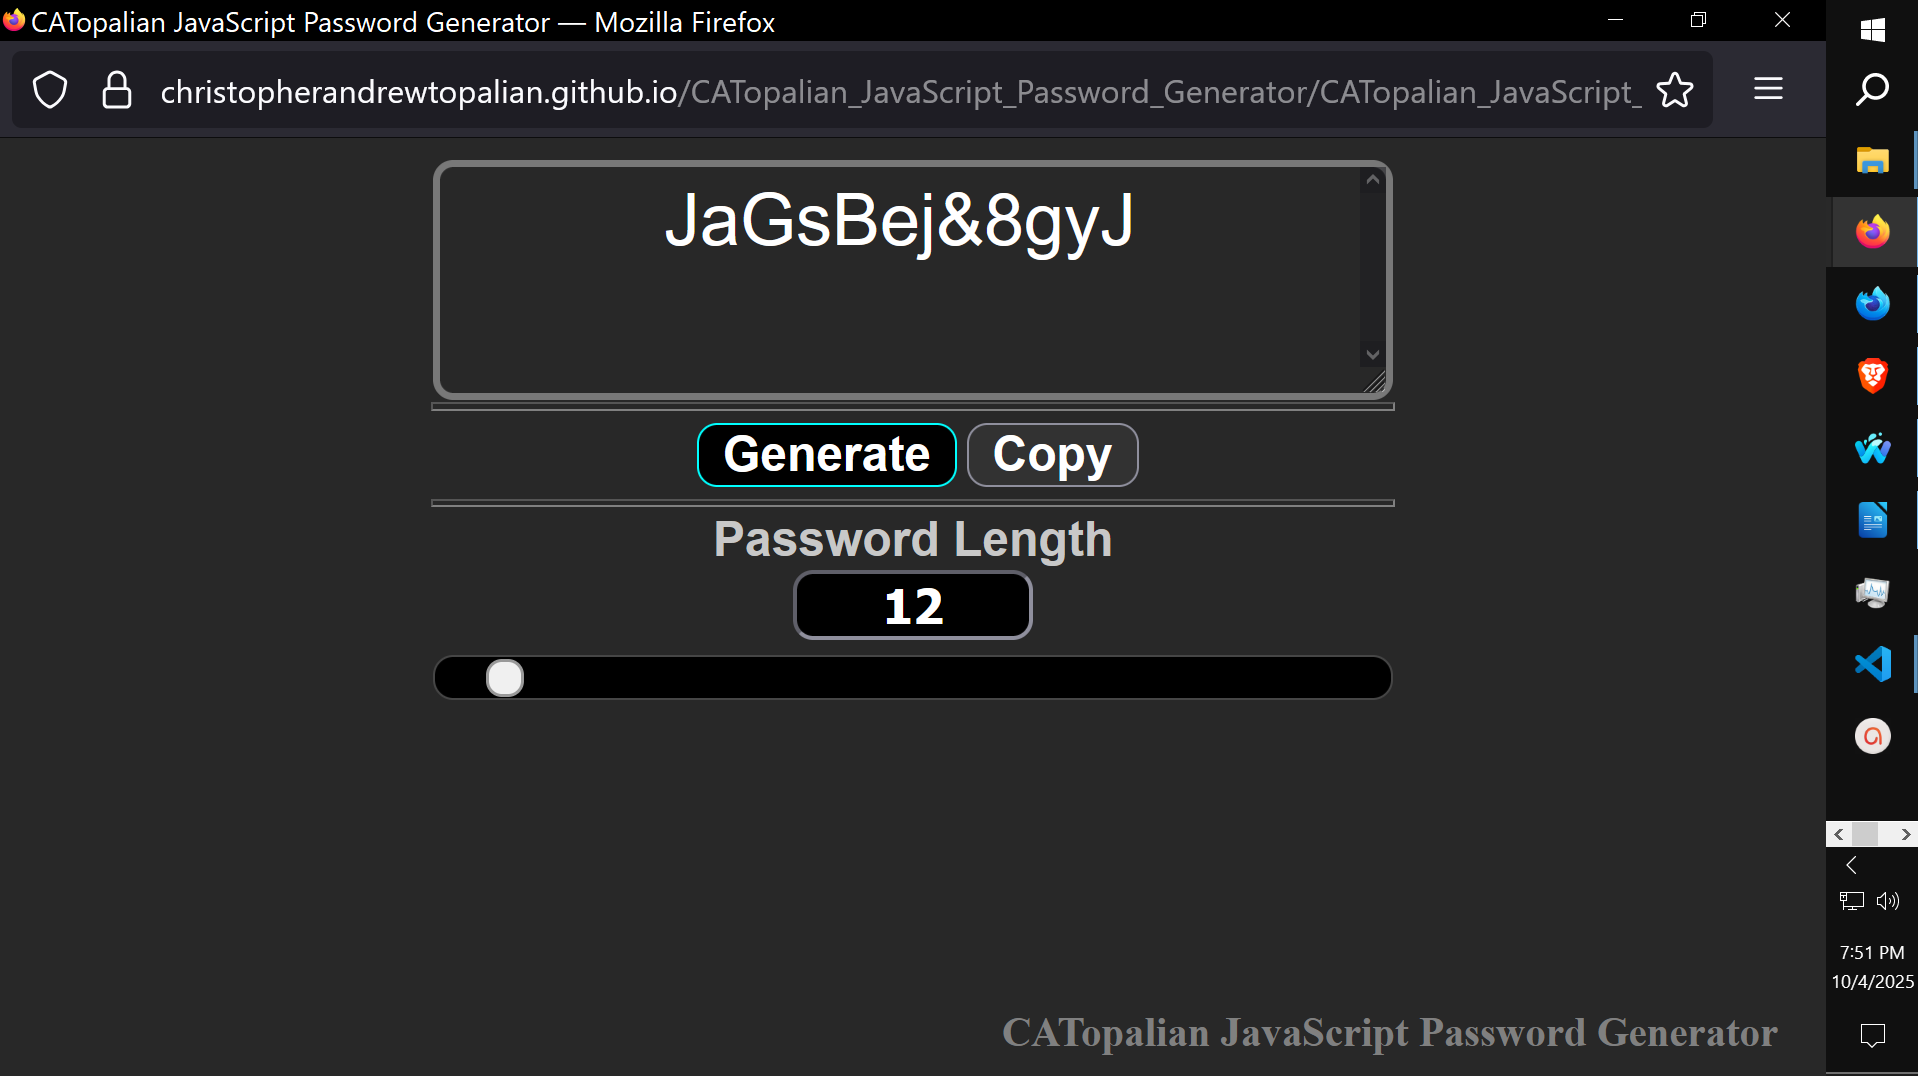 CATopalian JavaScript Password Generator — Mozilla Firefox
christopherandrewtopalian.github.io/CATopalian_JavaScript_Password_Generator/CATopalian_JavaScript_
JaGsBej&8gyJ
Generate Copy
Password Length
12
7:51 PM
10/4/2025
CATopalian JavaScript Password Generator